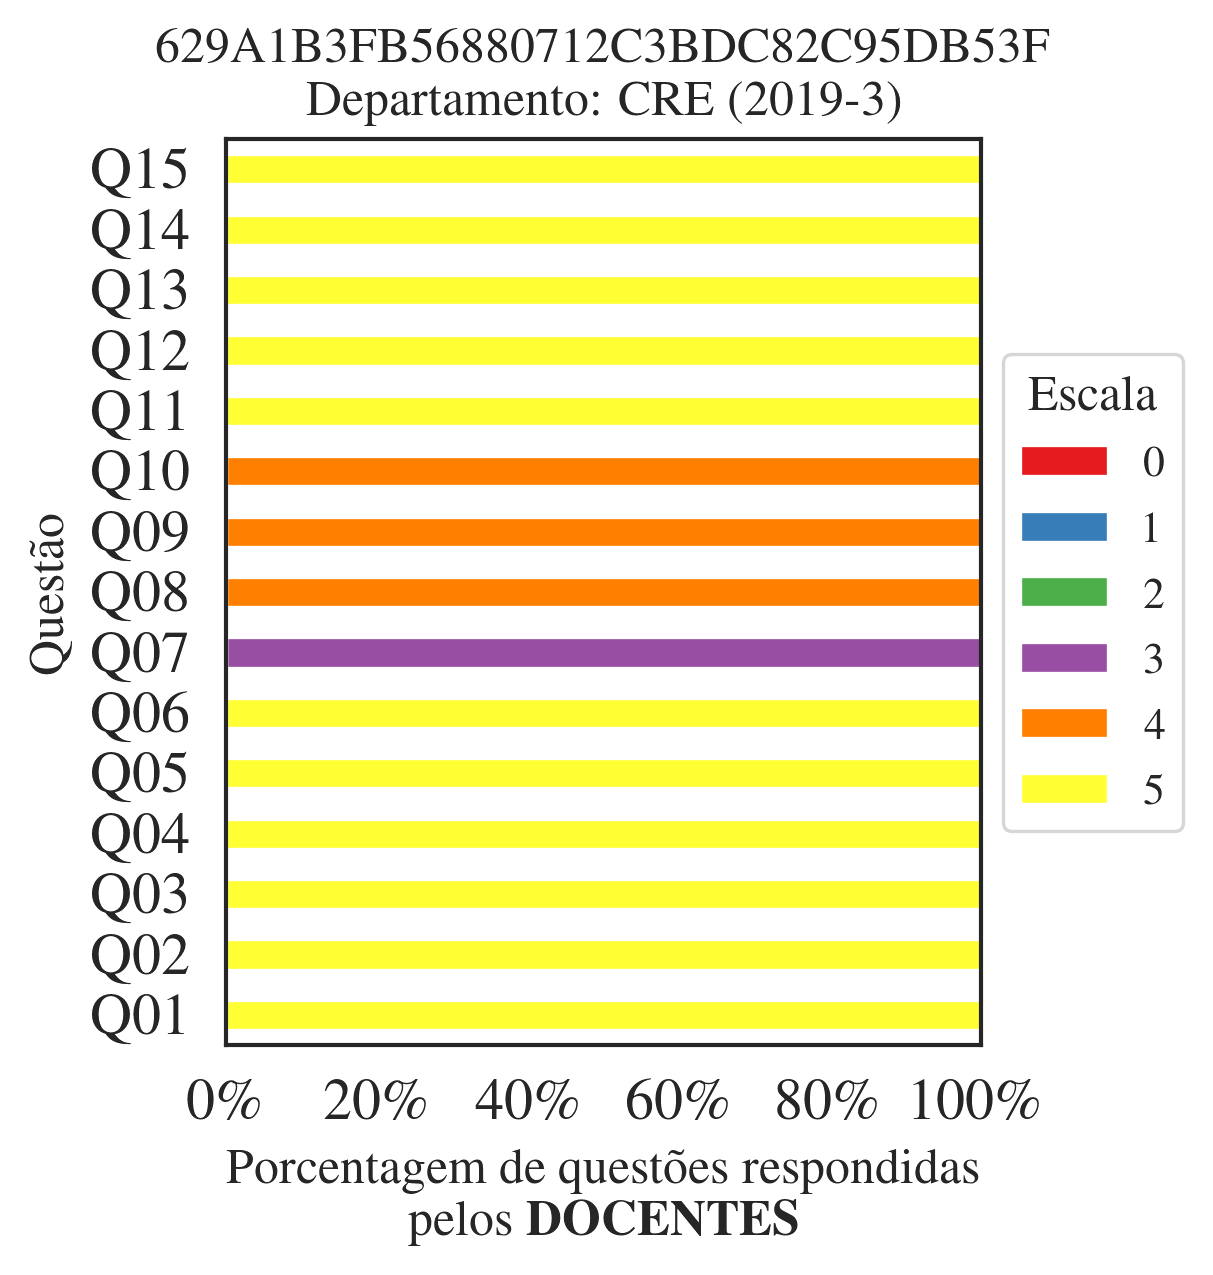 629A1B3FB56880712C3BDC82C95DB53F
Departamento: CRE (2019-3)
Questão
Q15
Q14
Q13
Q12
Q11
Q10
Q09
Q08
Q07
Q06
Q05
Q04
Q03
Q02
Q01
0% 20% 40% 60% 80% 100%
Porcentagem de questões respondidas
pelos DOCENTES
Escala
0
1
2
3
4
5